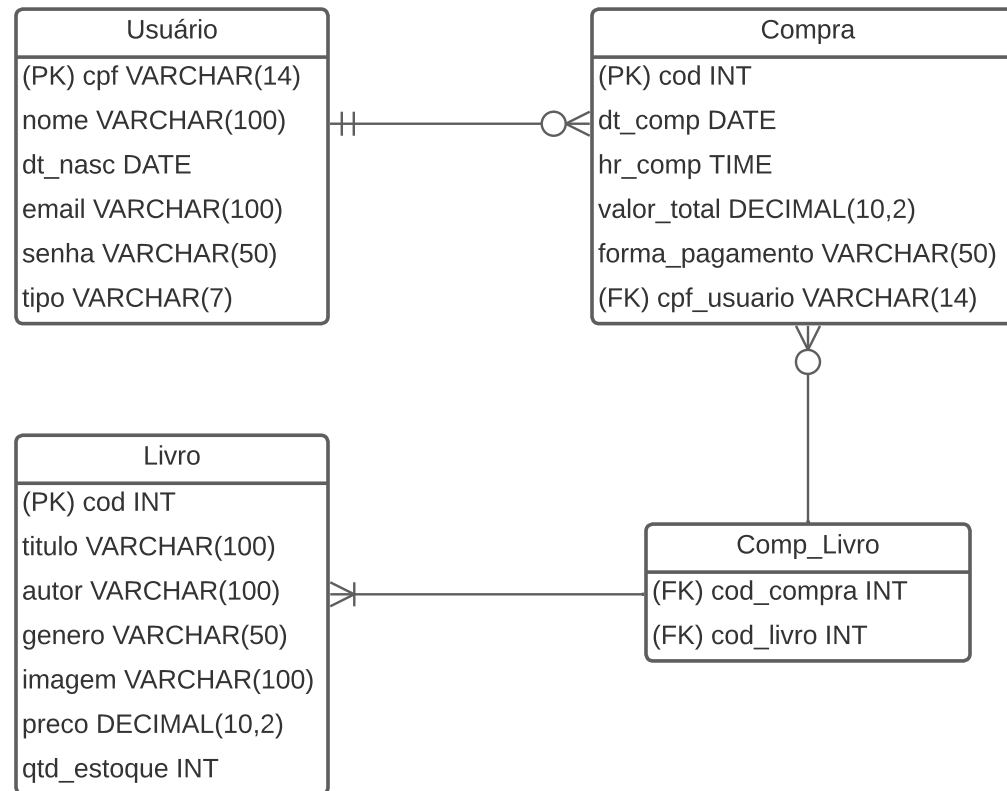 Usuário
(PK) cpf VARCHAR(14)
nome VARCHAR(100)
dt_nasc DATE
email VARCHAR(100)
senha VARCHAR(50)
tipo VARCHAR(7)
Compra
(PK) cod INT
dt_comp DATE
hr_comp TIME
valor_total DECIMAL(10,2)
forma_pagamento VARCHAR(50)
(FK) cpf_usuario VARCHAR(14)
Livro
(PK) cod INT
titulo VARCHAR(100)
autor VARCHAR(100)
genero VARCHAR(50)
imagem VARCHAR(100)
preco DECIMAL(10,2)
qtd_estoque INT
Comp_Livro
(FK) cod_compra INT
(FK) cod_livro INT